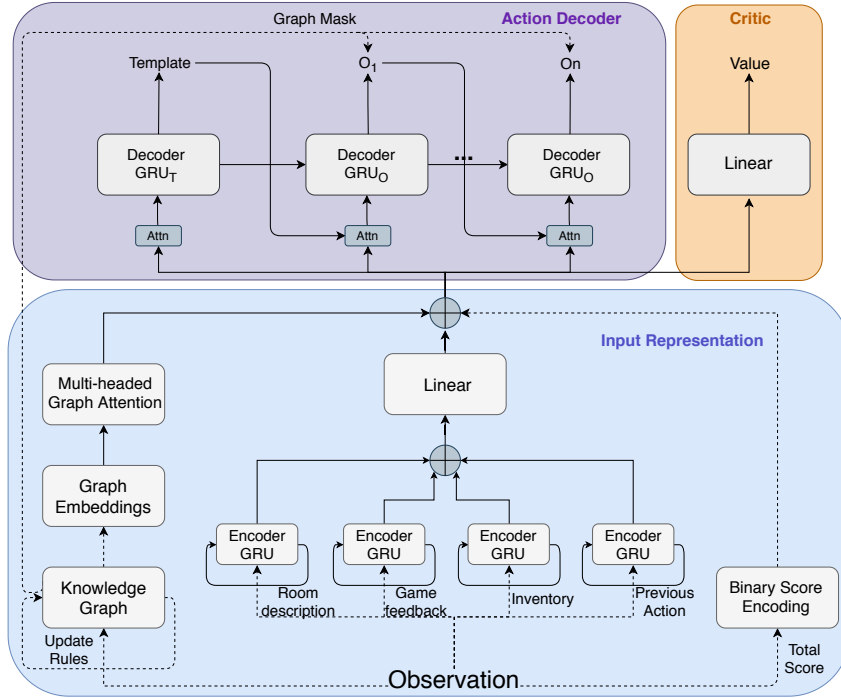 Graph Mask
Action Decoder
Critic
Template
O1
On
Value
Decoder
GRUT
Decoder
GRUO
...
Decoder
GRUO
Linear
Attn
Attn
Attn
Input Representation
Multi-headed
Graph Attention
Linear
Graph
Embeddings
Encoder
GRU
Encoder
GRU
Encoder
GRU
Encoder
GRU
Knowledge
Graph
Room
description
Game
feedback
Inventory
Previous
Action
Binary Score
Encoding
Update
Rules
Total
Score
Observation